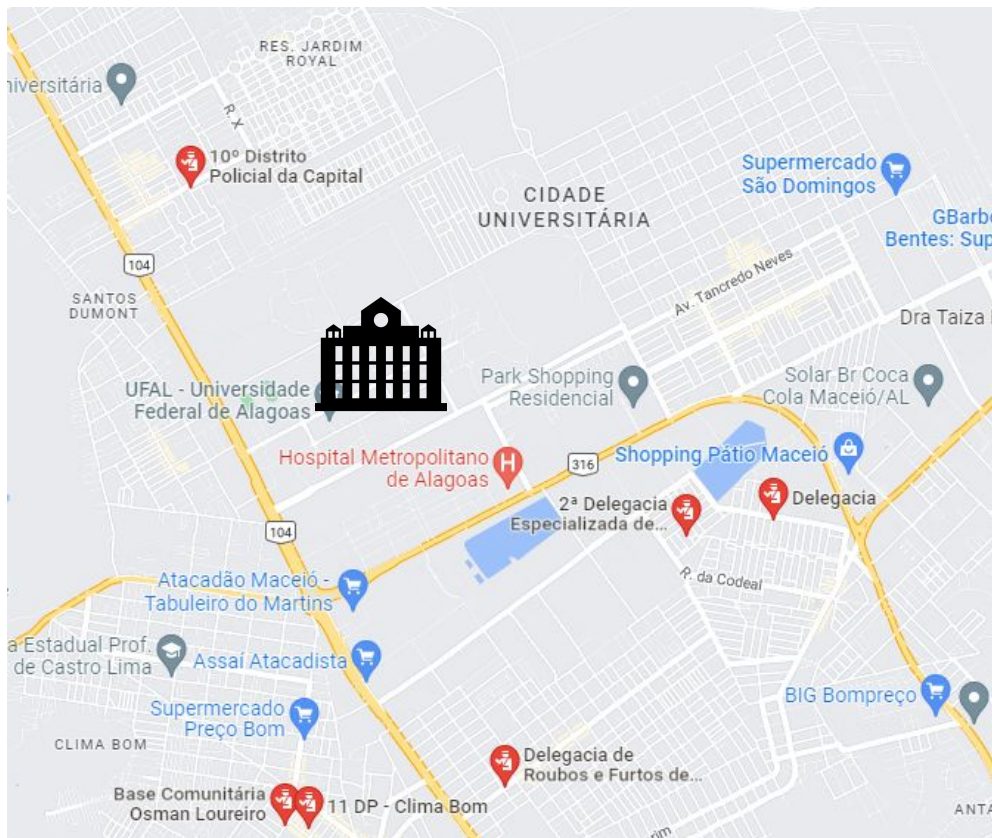 RES. JARDIM
ROYAL
niversitária
R. X
10º Distrito
Policial da Capital
Supermercado
São Domingos
CIDADE
UNIVERSITÁRIA
GBarbo
Bentes: Sup
Av. Tancredo Neves
104
SANTOS
DUMONT
Dra Taiza
UFAL - Universidade
Federal de Alagoas
Park Shopping
Residencial
Solar Br Coca
Cola Maceió/AL
Hospital Metropolitano
de Alagoas
H
316
Shopping Pátio Maceió
2ª Delegacia
Especializada de...
Delegacia
104
R. da Codeal
Atacadão Maceió -
Tabuleiro do Martins
a Estadual Prof.
de Castro Lima
Assaí Atacadista
BIG Bompreço
Supermercado
Preço Bom
CLIMA BOM
Delegacia de
Roubos e Furtos de...
Base Comunitária
Osman Loureiro
11 DP - Clima Bom
ANTA
rim